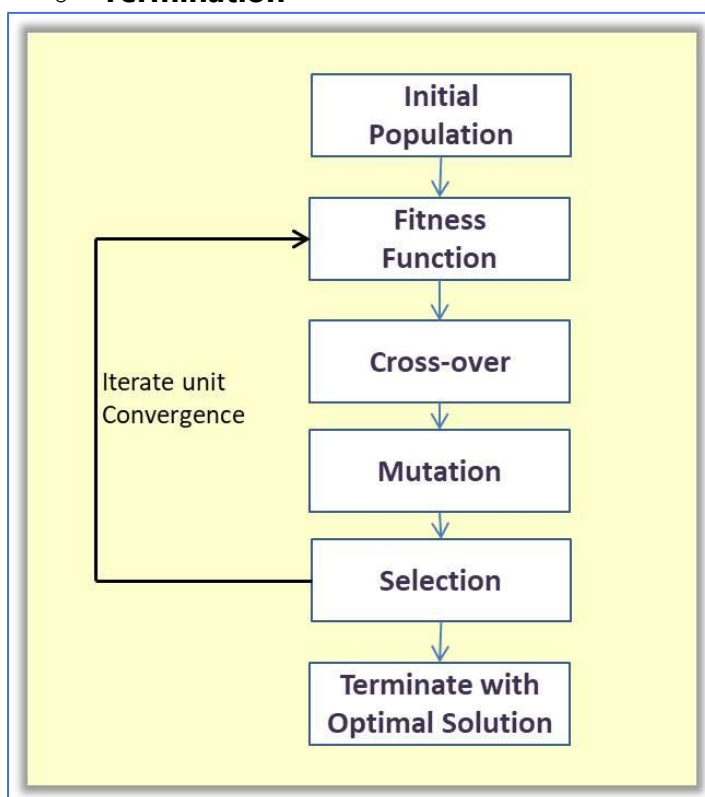 Termination
Initial
Population
Fitness
Function
Cross-over
Iterate unit
Convergence
Mutation
Selection
Terminate with
Optimal Solution